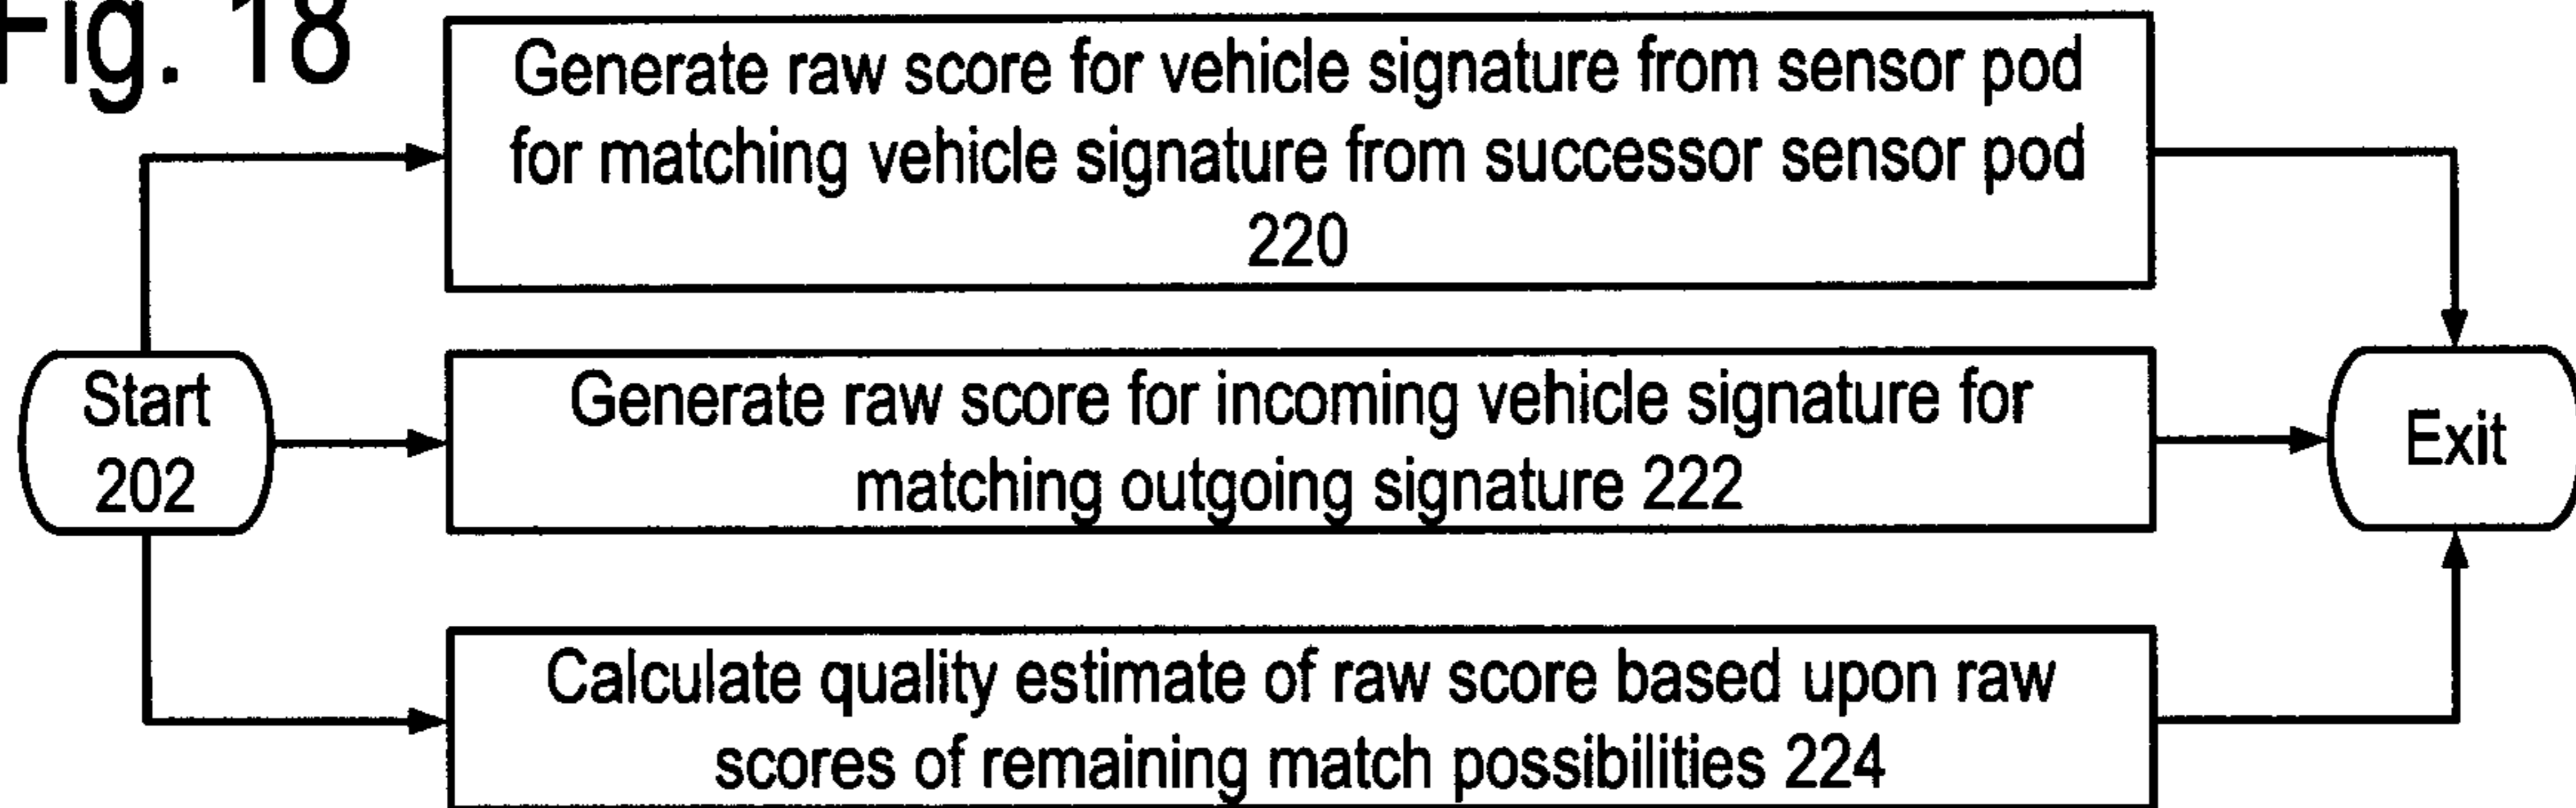 Fig. 18
Generate raw score for vehicle signature from sensor pod
for matching vehicle signature from successor sensor pod
220
Start
202
Generate raw score for incoming vehicle signature for
matching outgoing signature 222
Exit
Calculate quality estimate of raw score based upon raw
scores of remaining match possibilities 224